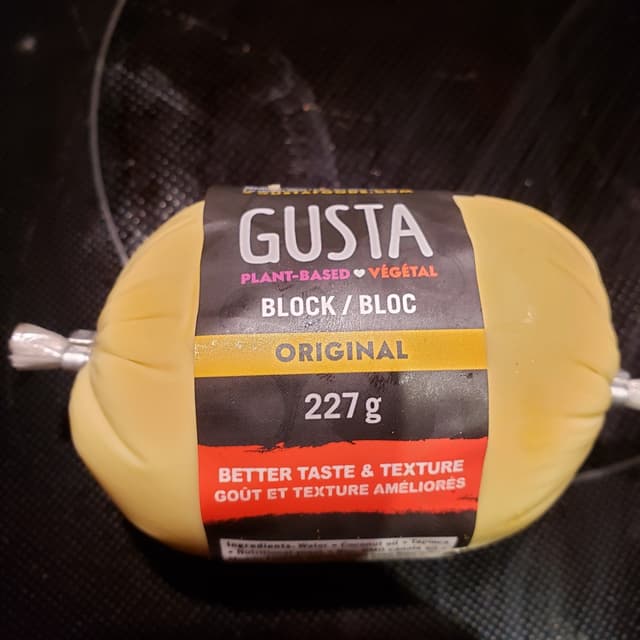 GUSTA
PLANT-BASED ♥ VÉGÉTAL
BLOCK / BLOC
ORIGINAL
227 g
BETTER TASTE & TEXTURE
GOÛT ET TEXTURE AMÉLIORÉS
Ingredients: Water • Coconut oil • Tapioca